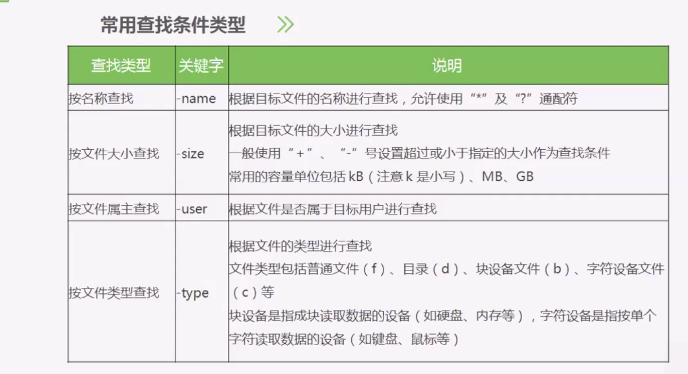 常用查找条件类型
查找类型 关键字 说明
按名称查找 -name 根据目标文件的名称进行查找，允许使用“*”及“?”通配符
根据目标文件的大小进行查找
按文件大小查找 -size 一般使用“+”、“-”号设置超过或小于指定的大小作为查找条件
常用的容量单位包括 kB（注意 k 是小写）、MB、GB
按文件属主查找 -user 根据文件是否属于目标用户进行查找
根据文件的类型进行查找
文件类型包括普通文件（f）、目录（d）、块设备文件（b）、字符设备文件
按文件类型查找 -type （c）等
块设备是指成块读取数据的设备（如硬盘、内存等），字符设备是指按单个
字符读取数据的设备（如键盘、鼠标等）